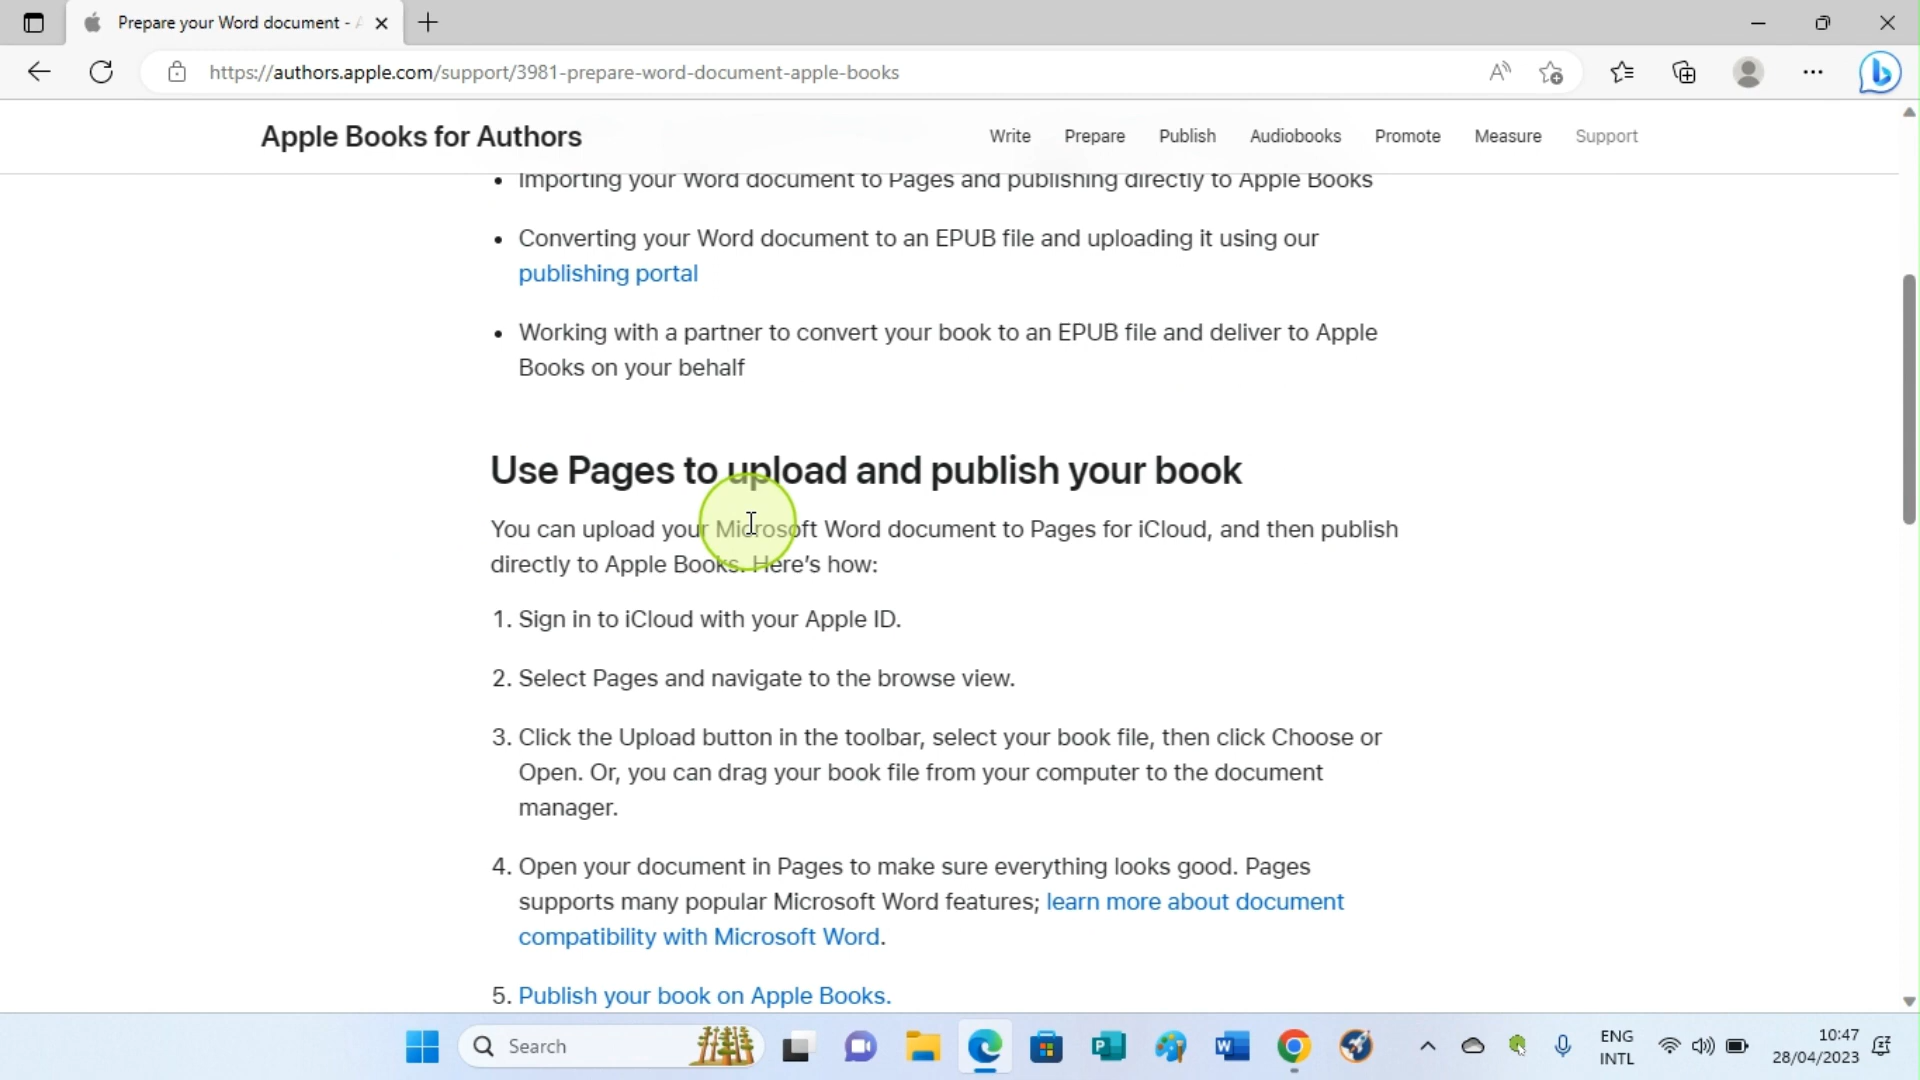 Prepare your Word document -
https://authors.apple.com/support/3981-prepare-word-document-apple-books
Apple Books for Authors
Write Prepare Publish Audiobooks Promote Measure Support
• Importing your Word document to Pages and publishing directly to Apple Books
• Converting your Word document to an EPUB file and uploading it using our
publishing portal
• Working with a partner to convert your book to an EPUB file and deliver to Apple
Books on your behalf
Use Pages to upload and publish your book
You can upload your Microsoft Word document to Pages for iCloud, and then publish
directly to Apple Books. Here’s how:
1. Sign in to iCloud with your Apple ID.
2. Select Pages and navigate to the browse view.
3. Click the Upload button in the toolbar, select your book file, then click Choose or
Open. Or, you can drag your book file from your computer to the document
manager.
4. Open your document in Pages to make sure everything looks good. Pages
supports many popular Microsoft Word features; learn more about document
compatibility with Microsoft Word.
5. Publish your book on Apple Books.
Search
ENG
INTL
10:47
28/04/2023